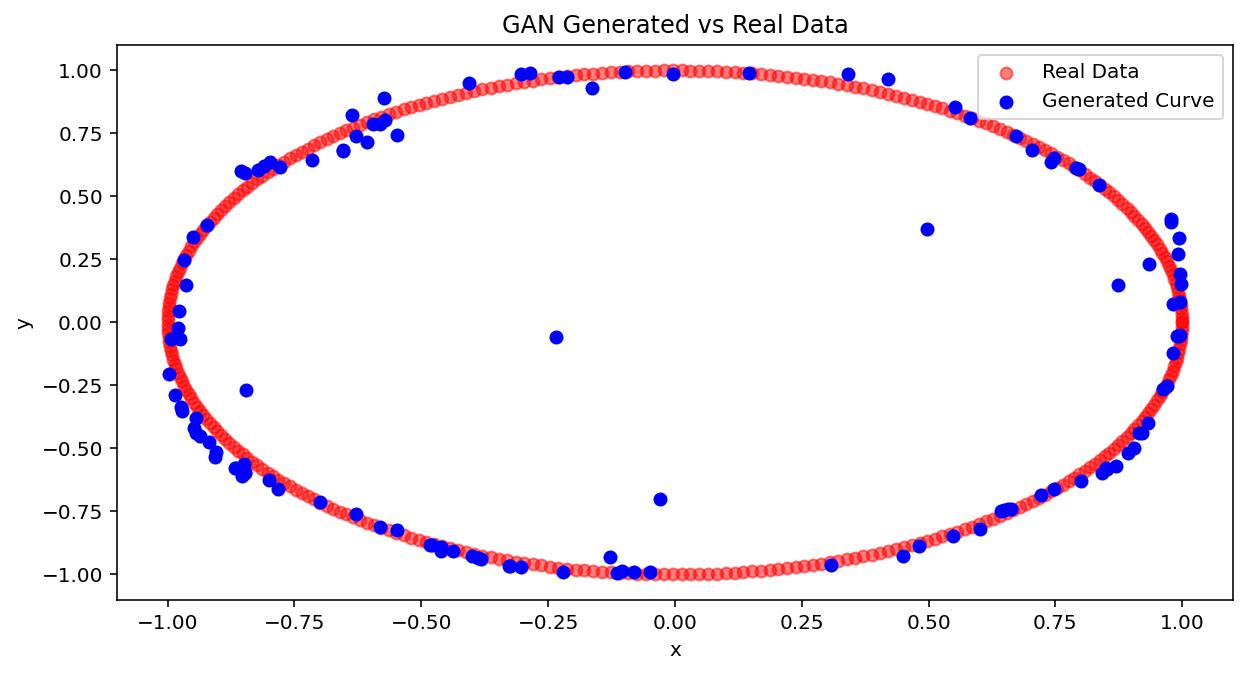 GAN Generated vs Real Data
Real Data
Generated Curve
1.00
0.75
0.50
0.25
0.00
−0.25
−0.50
−0.75
−1.00
y
−1.00 −0.75 −0.50 −0.25 0.00 0.25 0.50 0.75 1.00
x